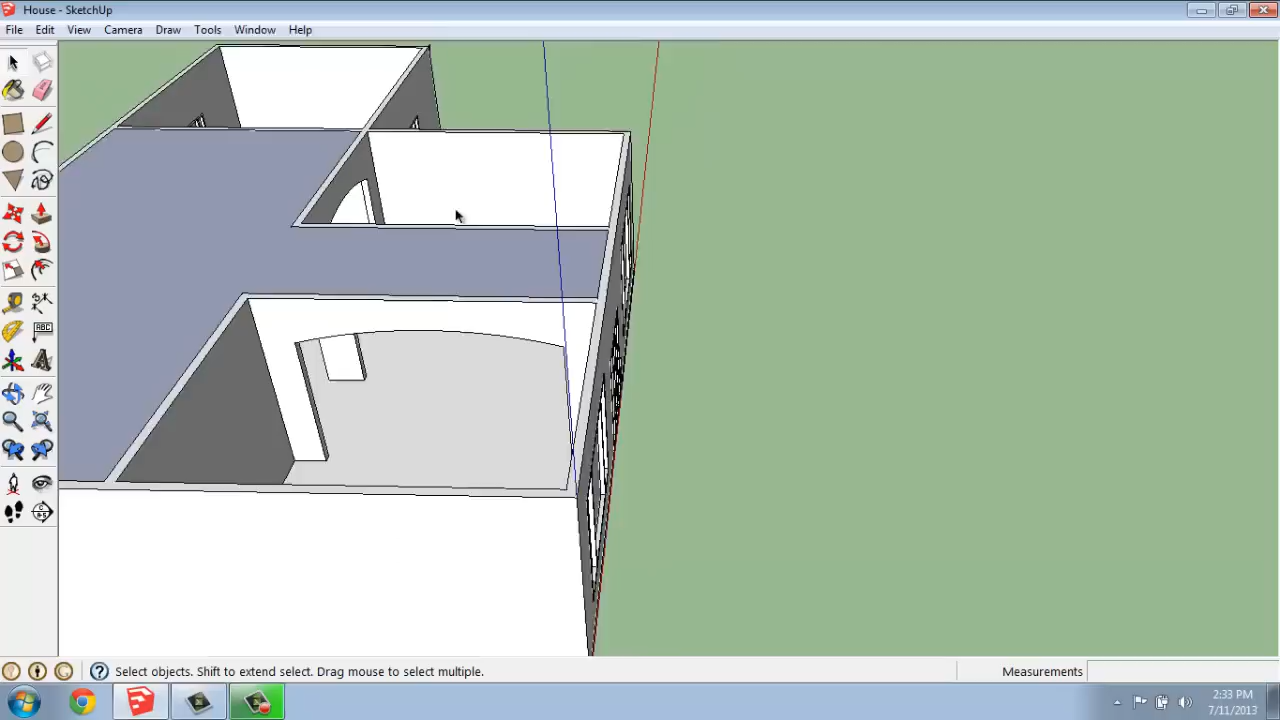 House - SketchUp
File Edit View Camera Draw Tools Window Help
ABC
Select objects. Shift to extend select. Drag mouse to select multiple.
Measurements
2:33 PM
7/11/2013